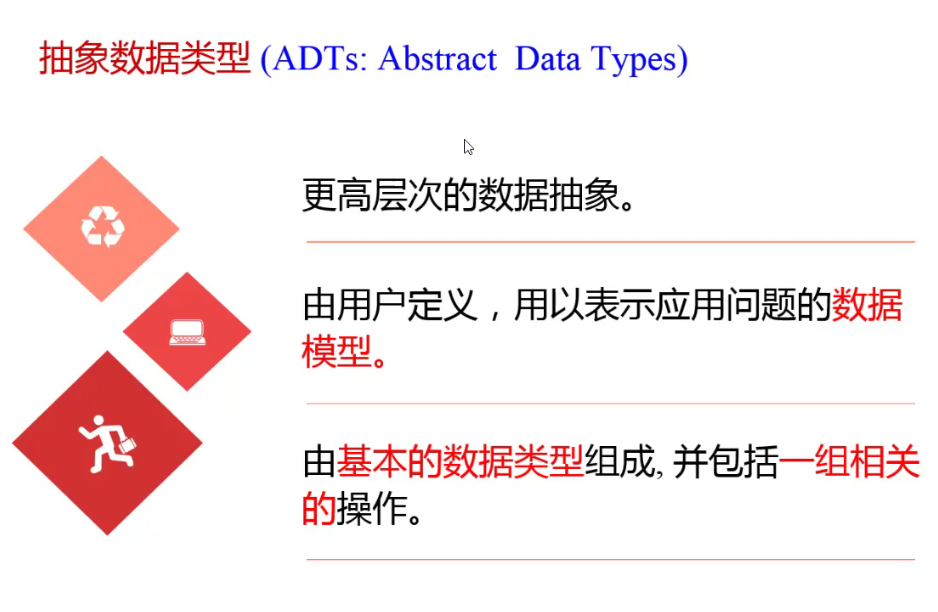 抽象数据类型 (ADTs: Abstract Data Types)
更高层次的数据抽象。
由用户定义，用以表示应用问题的数据
模型。
由基本的数据类型组成, 并包括一组相关
的操作。